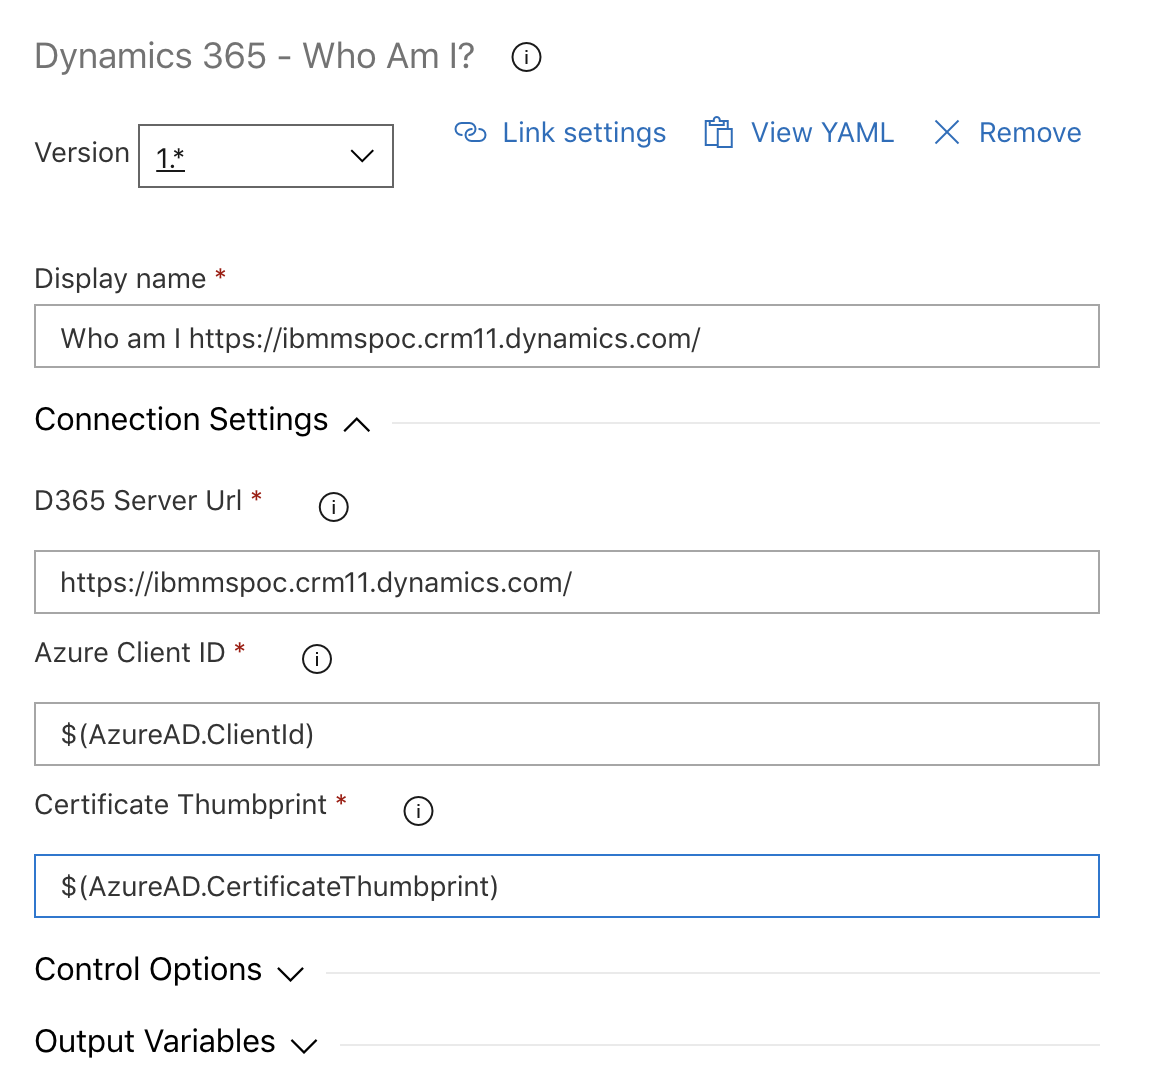 Dynamics 365 - Who Am I?
Version 1.* Link settings View YAML Remove
Display name *
Who am I https://ibmmspoc.crm11.dynamics.com/
Connection Settings
D365 Server Url *
https://ibmmspoc.crm11.dynamics.com/
Azure Client ID *
$(AzureAD.ClientId)
Certificate Thumbprint *
$(AzureAD.CertificateThumbprint)
Control Options
Output Variables